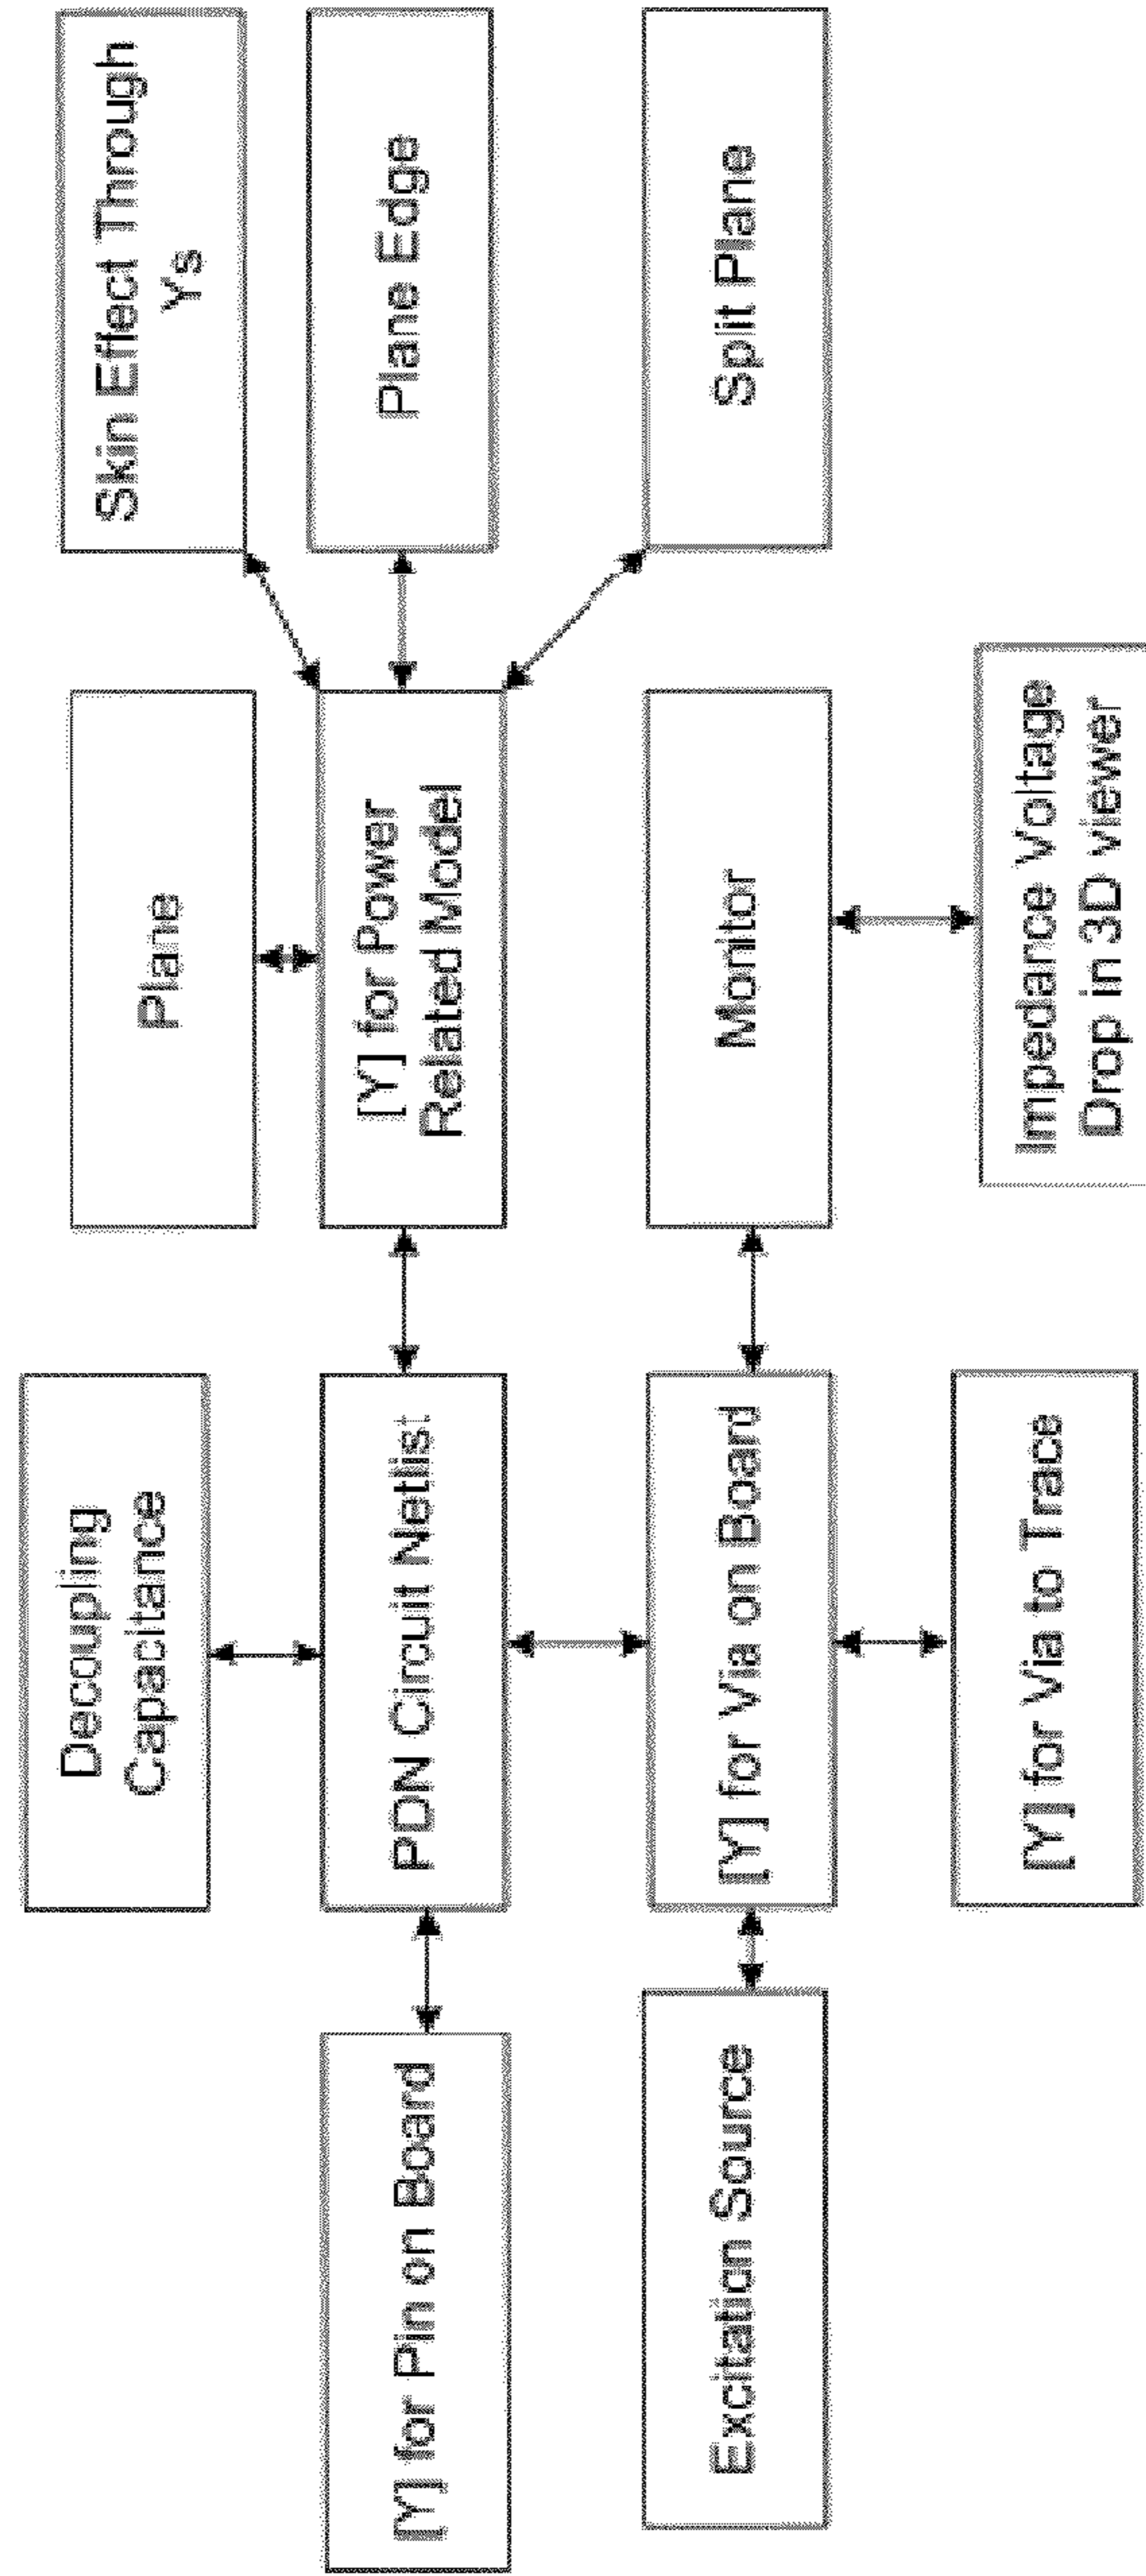 Decoupling
Capacitance
Plane
Skin Effect Through
Ys
[Y] for Pin on Board
PDN Circuit Netlist
[Y] for Power
Related Model
Plane Edge
Excitation Source
[Y] for Via on Board
Monitor
Split Plane
[Y] for Via to Trace
Impedance Voltage
Drop in 3D viewer